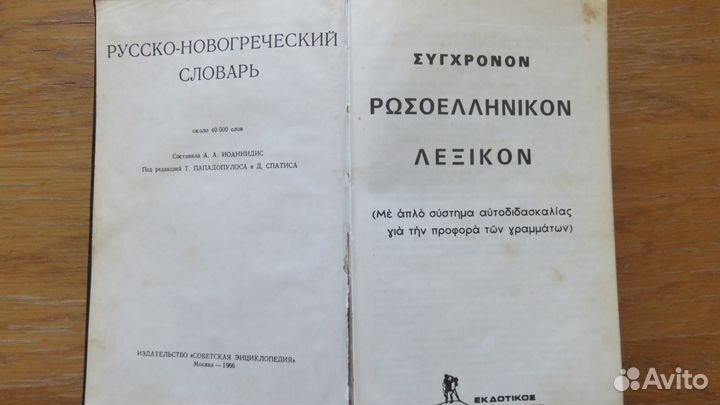 РУССКО-НОВОГРЕЧЕСКИЙ
СЛОВАРЬ
около 40 000 слов
Составила А. А. ИОАННИДИС
Под редакцией Т. ПАПАДОПУЛОСА и Д. СПАТИСА
ИЗДАТЕЛЬСТВО «СОВЕТСКАЯ ЭНЦИКЛОПЕДИЯ»
Москва — 1966
ΣΥΓΧΡΟΝΟΝ
ΡΩΣΟΕΛΛΗΝΙΚΟΝ
ΛΕΞΙΚΟΝ
(Μὲ ἁπλὸ σύστημα αὐτοδιδασκαλίας
γιὰ τὴν προφορὰ τῶν γραμμάτων)
ΕΚΔΟΤΙΚΟΣ
Avito